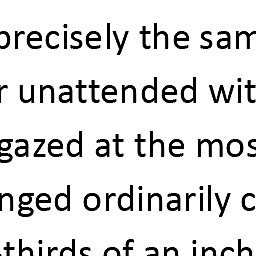 precisely the sam
r unattended wit
gazed at the mos
nged ordinarily c
-thirds of an inch